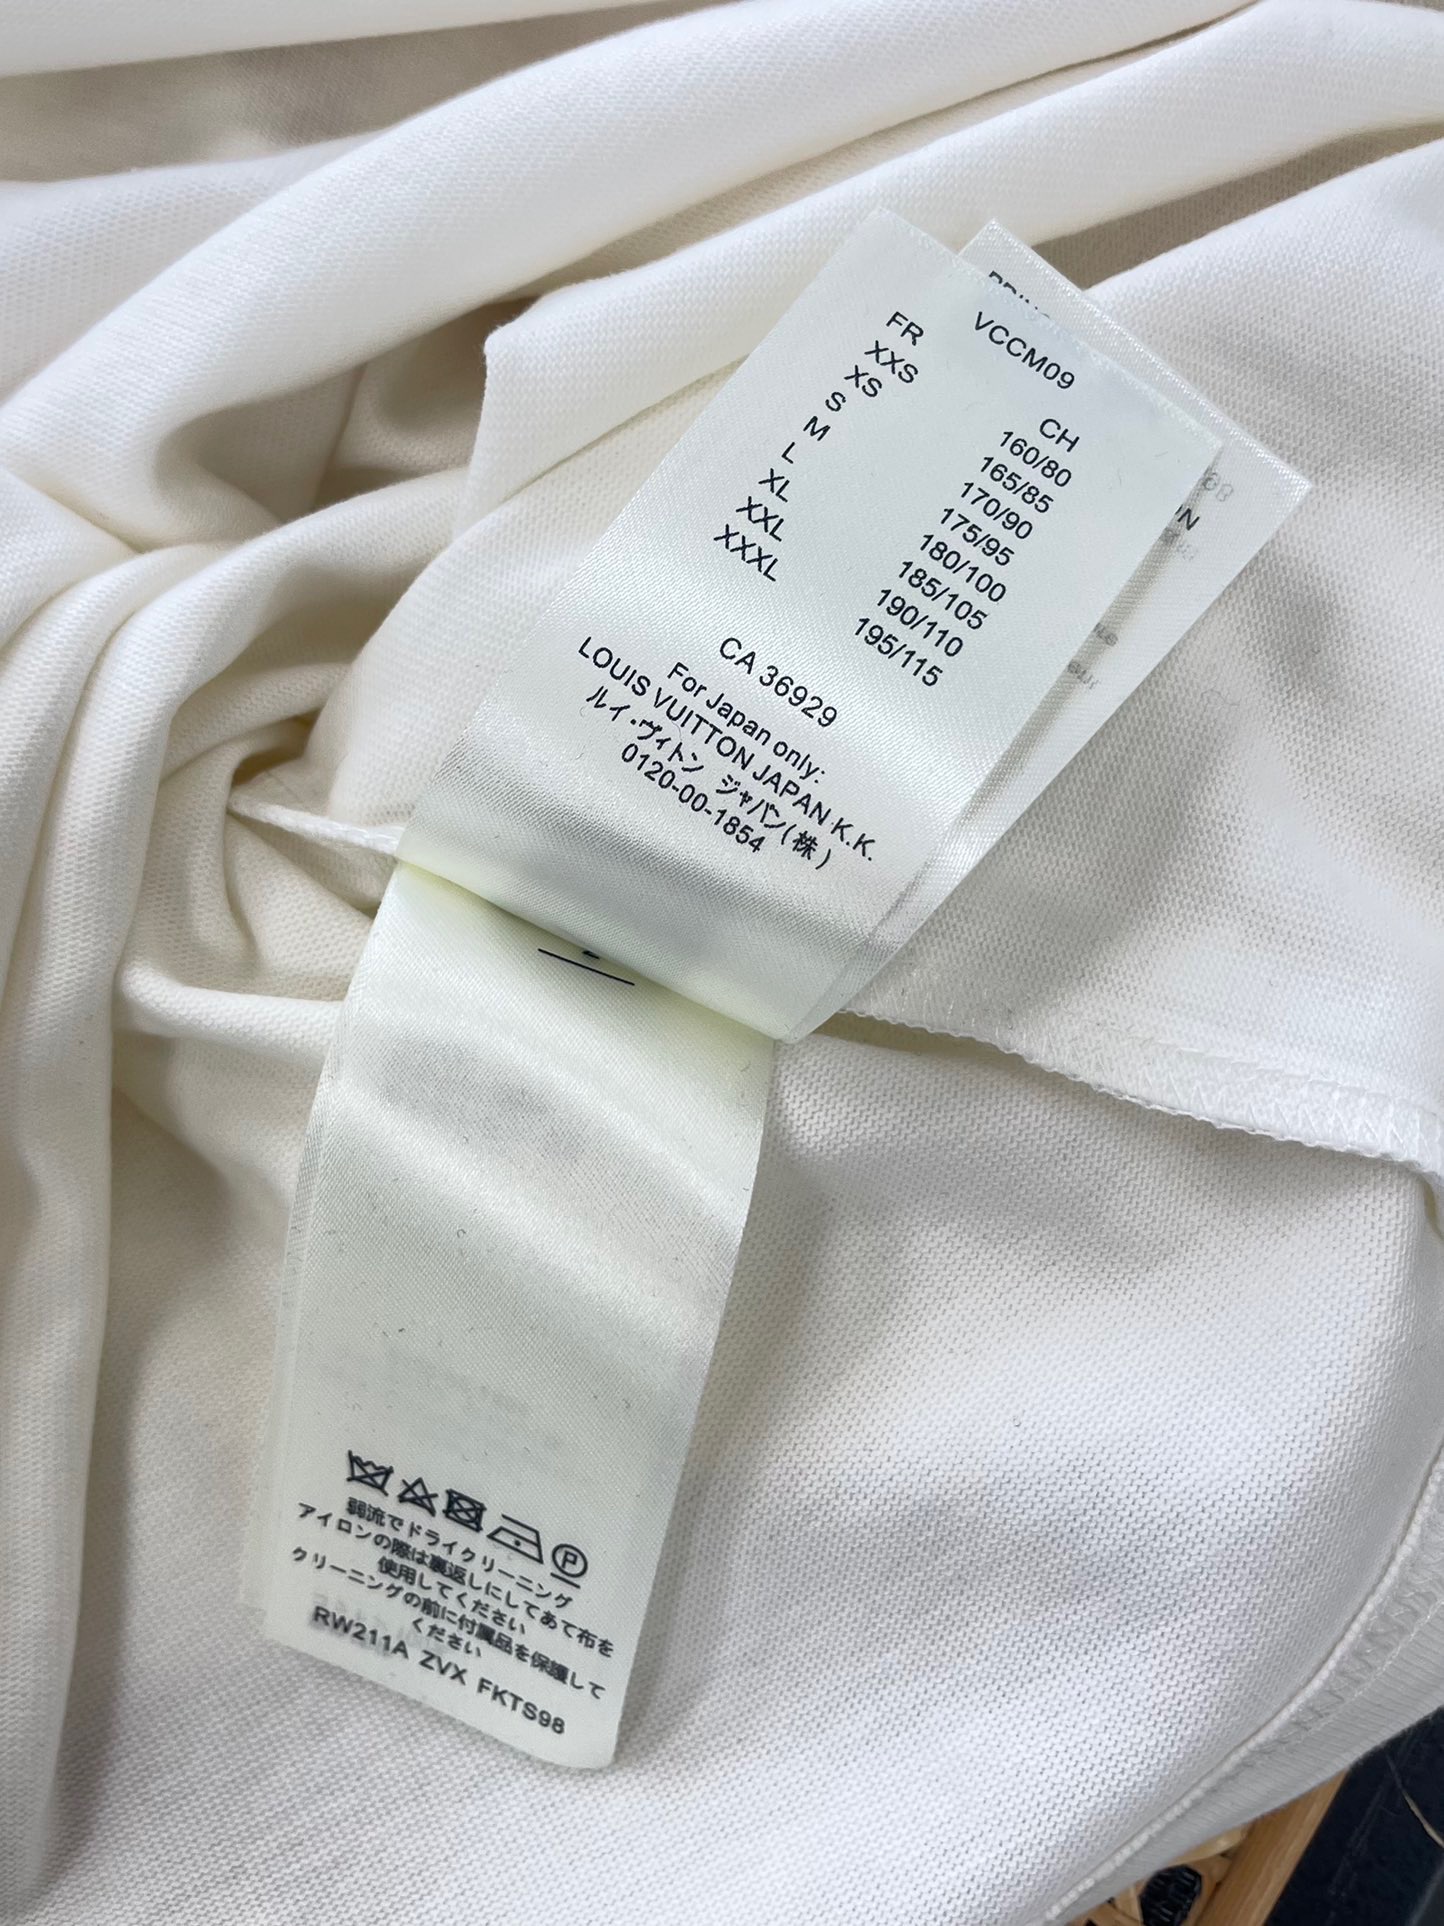 VCCM09
FR CH
XXS 160/80
XS 165/85
S 170/90
M 175/95
L 180/100
XL 185/105
XXL 190/110
XXXL 195/115
CA 36929
For Japan only:
LOUIS VUITTON JAPAN K.K.
ルイ・ヴィトン ジャパン(株)
0120-00-1854
弱流でドライクリーニング
アイロンの際は裏返しにしてあて布を
使用してください
クリーニングの前に付属品を保護して
ください
RW211A ZVX FKTS98